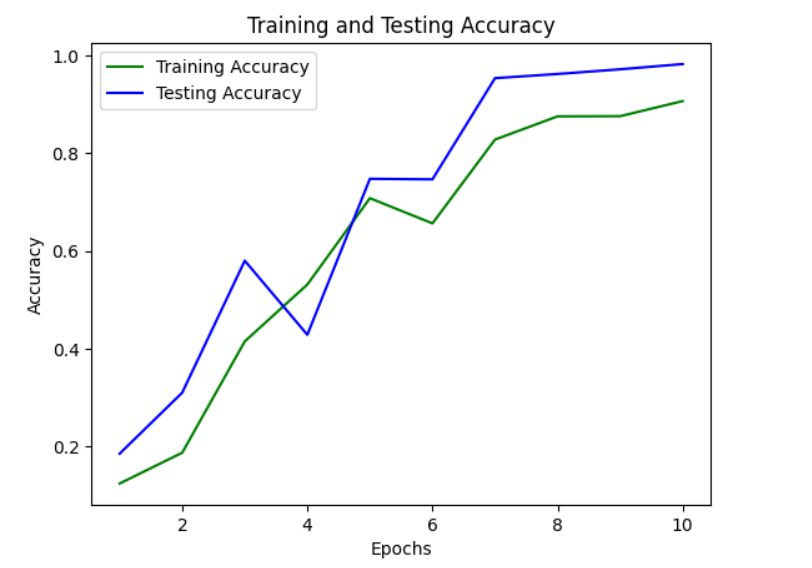 Training and Testing Accuracy
1.0
0.8
0.6
0.4
0.2
Accuracy
Training Accuracy
Testing Accuracy
2 4 6 8 10
Epochs